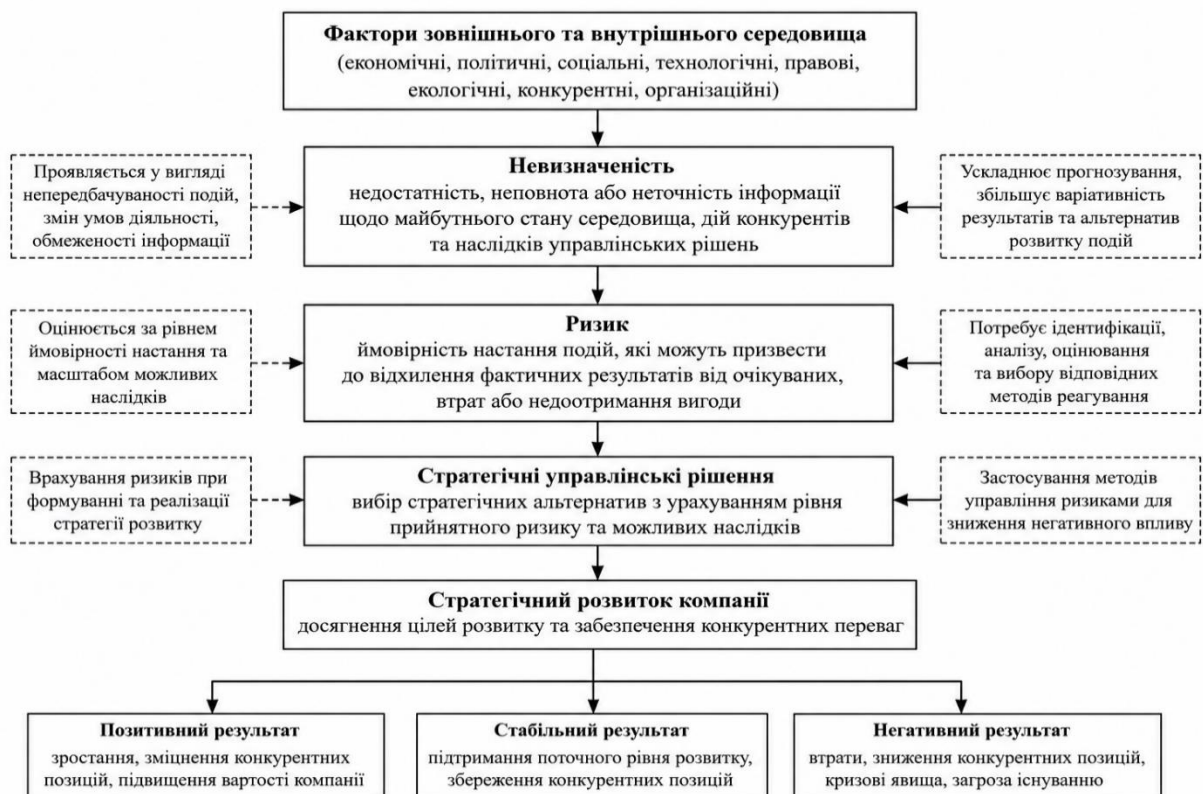 Фактори зовнішнього та внутрішнього середовища
(економічні, політичні, соціальні, технологічні, правові,
екологічні, конкурентні, організаційні)
Проявляється у вигляді
непередбачуваності подій,
змін умов діяльності,
обмеженості інформації
Невизначеність
недостатність, неповнота або неточність інформації
щодо майбутнього стану середовища, дій конкурентів
та наслідків управлінських рішень
Ускладнює прогнозування,
збільшує варіативність
результатів та альтернатив
розвитку подій
Оцінюється за рівнем
ймовірності настання та
масштабом можливих
наслідків
Ризик
ймовірність настання подій, які можуть призвести
до відхилення фактичних результатів від очікуваних,
втрат або недоотримання вигоди
Потребує ідентифікації,
аналізу, оцінювання
та вибору відповідних
методів реагування
Врахування ризиків при
формуванні та реалізації
стратегії розвитку
Стратегічні управлінські рішення
вибір стратегічних альтернатив з урахуванням рівня
прийнятного ризику та можливих наслідків
Застосування методів
управління ризиками для
зниження негативного впливу
Стратегічний розвиток компанії
досягнення цілей розвитку та забезпечення конкурентних переваг
Позитивний результат
зростання, зміцнення конкурентних
позицій, підвищення вартості компанії
Стабільний результат
підтримання поточного рівня розвитку,
збереження конкурентних позицій
Негативний результат
втрати, зниження конкурентних позицій,
кризові явища, загроза існуванню